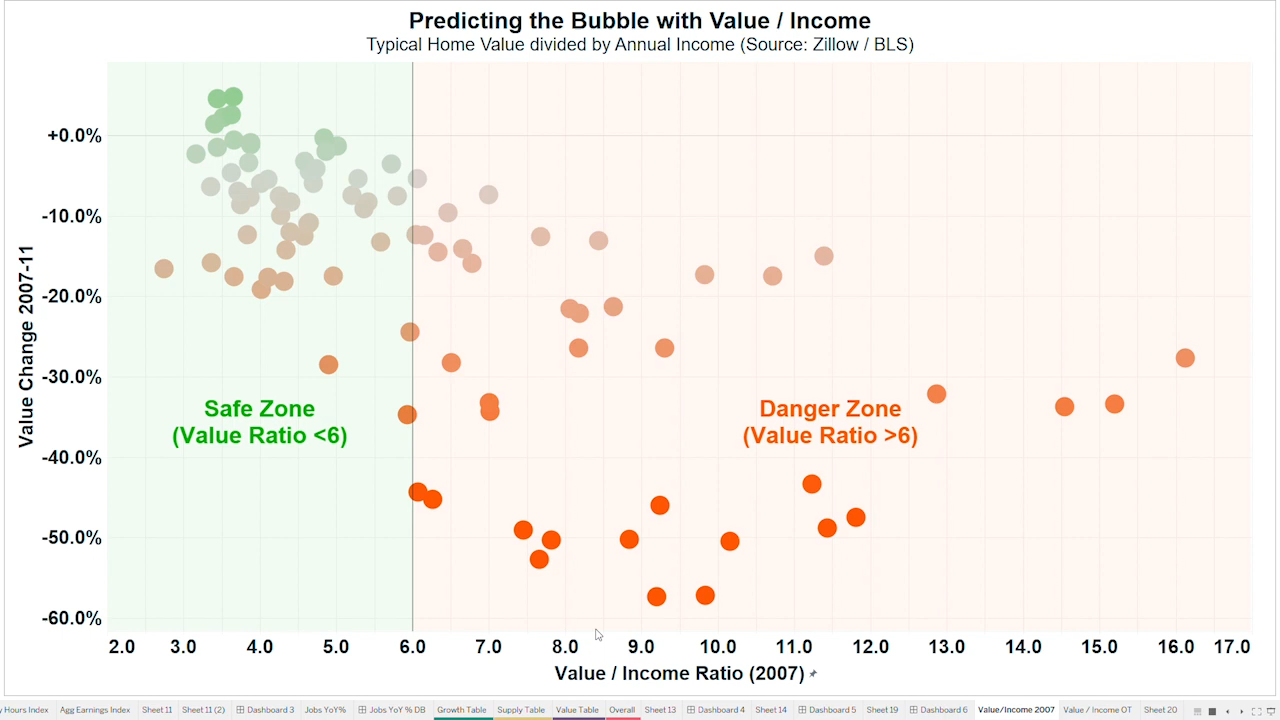 Predicting the Bubble with Value / Income
Typical Home Value divided by Annual Income (Source: Zillow / BLS)
Value Change 2007-11
+0.0%
-10.0%
-20.0%
-30.0%
-40.0%
-50.0%
-60.0%
Safe Zone
(Value Ratio <6)
Danger Zone
(Value Ratio >6)
2.0 3.0 4.0 5.0 6.0 7.0 8.0 9.0 10.0 11.0 12.0 13.0 14.0 15.0 16.0 17.0
Value / Income Ratio (2007)
y Hours Index Agg Earnings Index Sheet 11 Sheet 11 (2) Dashboard 3 Jobs YoY% Jobs YoY % DB Growth Table Supply Table Value Table Overall Sheet 13 Dashboard 4 Sheet 14 Dashboard 5 Sheet 19 Dashboard 6 Value/Income 2007 Value / Income OT Sheet 20